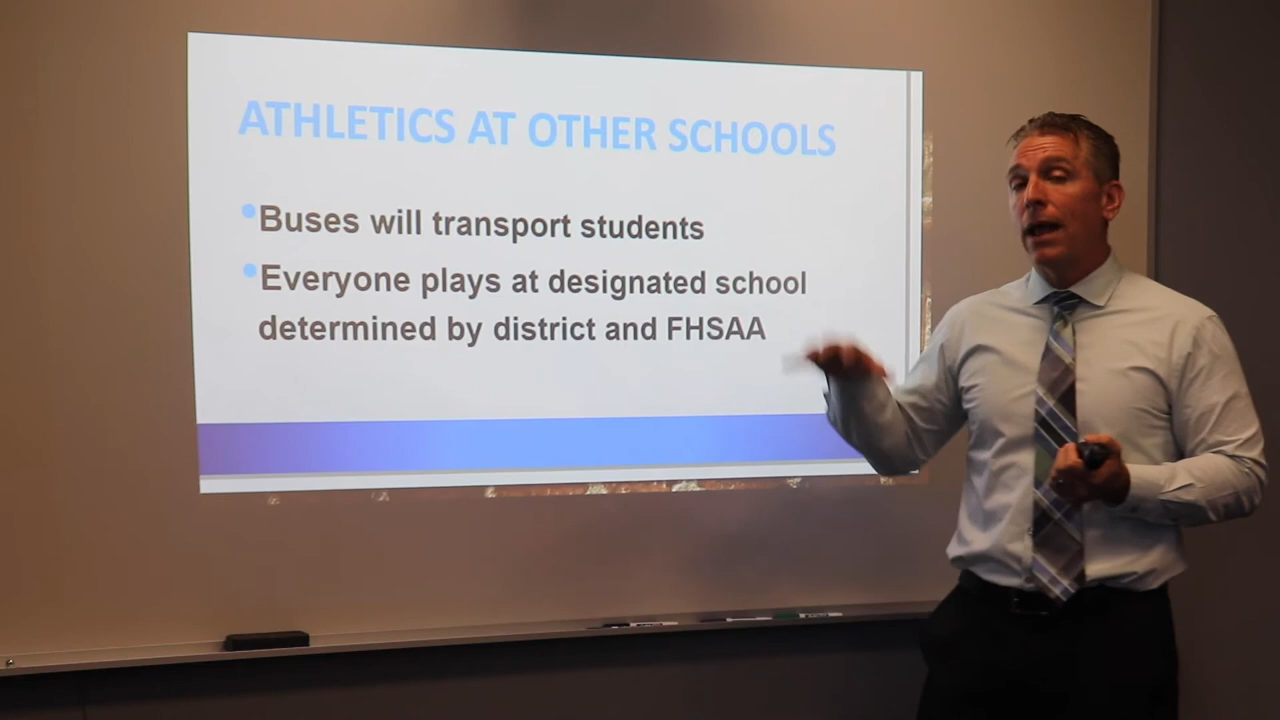 ATHLETICS AT OTHER SCHOOLS
•Buses will transport students
•Everyone plays at designated school
determined by district and FHSAA